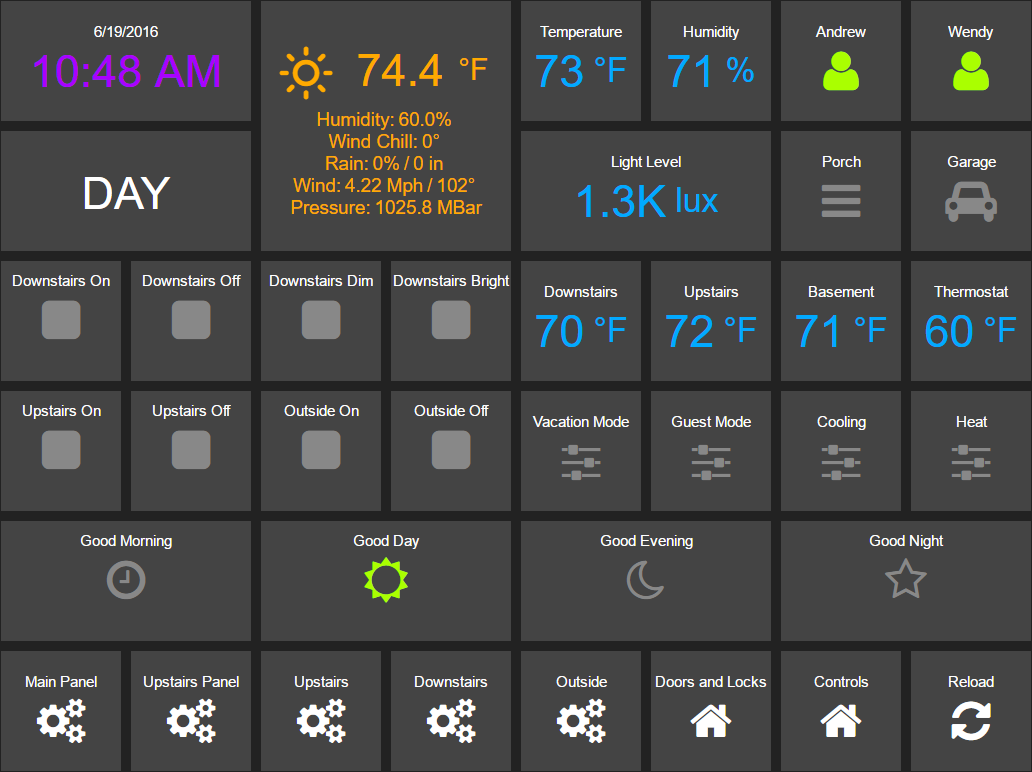 6/19/2016
10:48 AM
74.4 °F
Humidity: 60.0%
Wind Chill: 0°
Rain: 0% / 0 in
Wind: 4.22 Mph / 102°
Pressure: 1025.8 MBar
Temperature
73 °F
Humidity
71 %
Andrew
Wendy
DAY
Light Level
1.3K lux
Porch
Garage
Downstairs On
Downstairs Off
Downstairs Dim
Downstairs Bright
Downstairs
70 °F
Upstairs
72 °F
Basement
71 °F
Thermostat
60 °F
Upstairs On
Upstairs Off
Outside On
Outside Off
Vacation Mode
Guest Mode
Cooling
Heat
Good Morning
Good Day
Good Evening
Good Night
Main Panel
Upstairs Panel
Upstairs
Downstairs
Outside
Doors and Locks
Controls
Reload